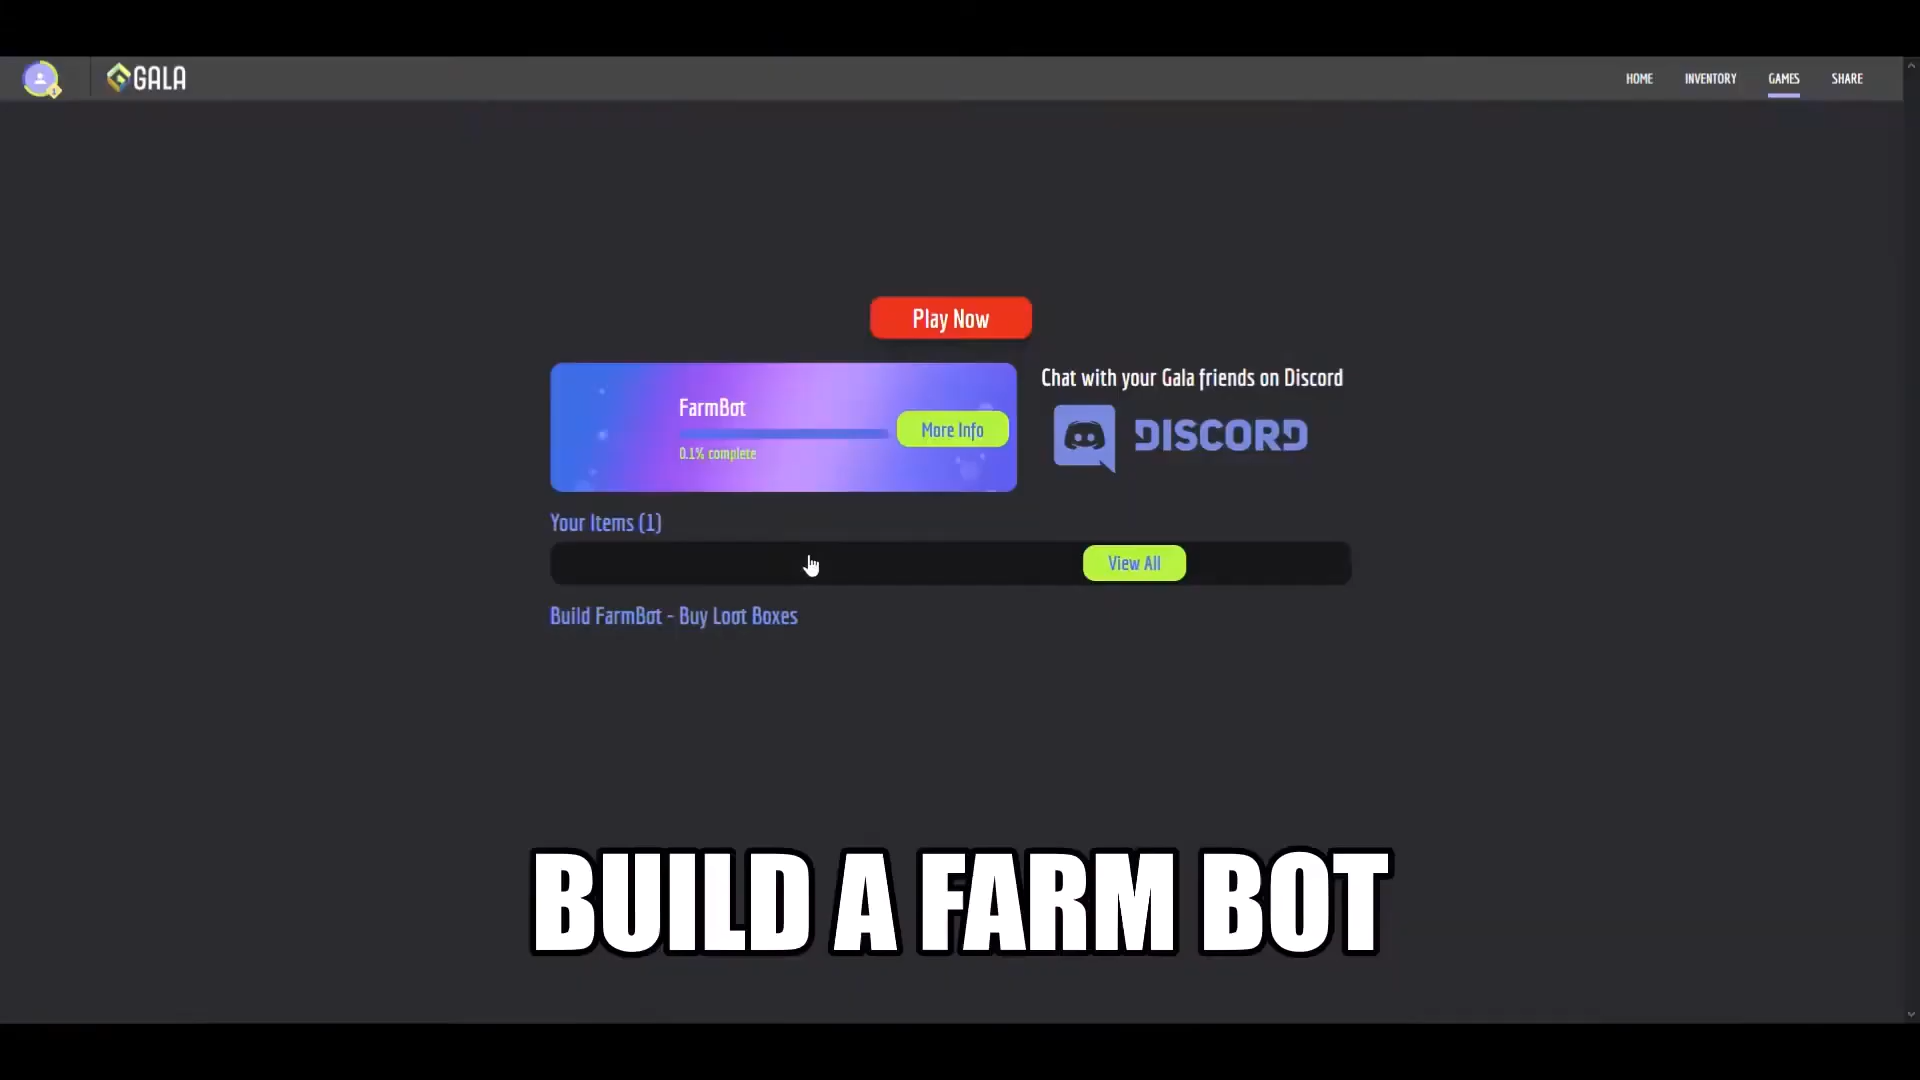 GALA
HOME INVENTORY GAMES SHARE
Play Now
FarmBot
More Info
0.1% complete
Chat with your Gala friends on Discord
DISCORD
Your Items (1)
View All
Build FarmBot - Buy Loot Boxes
BUILD A FARM BOT